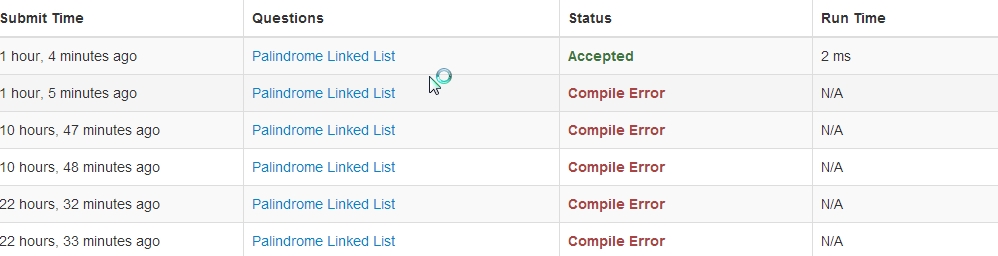 Submit Time Questions Status Run Time
1 hour, 4 minutes ago Palindrome Linked List Accepted 2 ms
1 hour, 5 minutes ago Palindrome Linked List Compile Error N/A
10 hours, 47 minutes ago Palindrome Linked List Compile Error N/A
10 hours, 48 minutes ago Palindrome Linked List Compile Error N/A
22 hours, 32 minutes ago Palindrome Linked List Compile Error N/A
22 hours, 33 minutes ago Palindrome Linked List Compile Error N/A